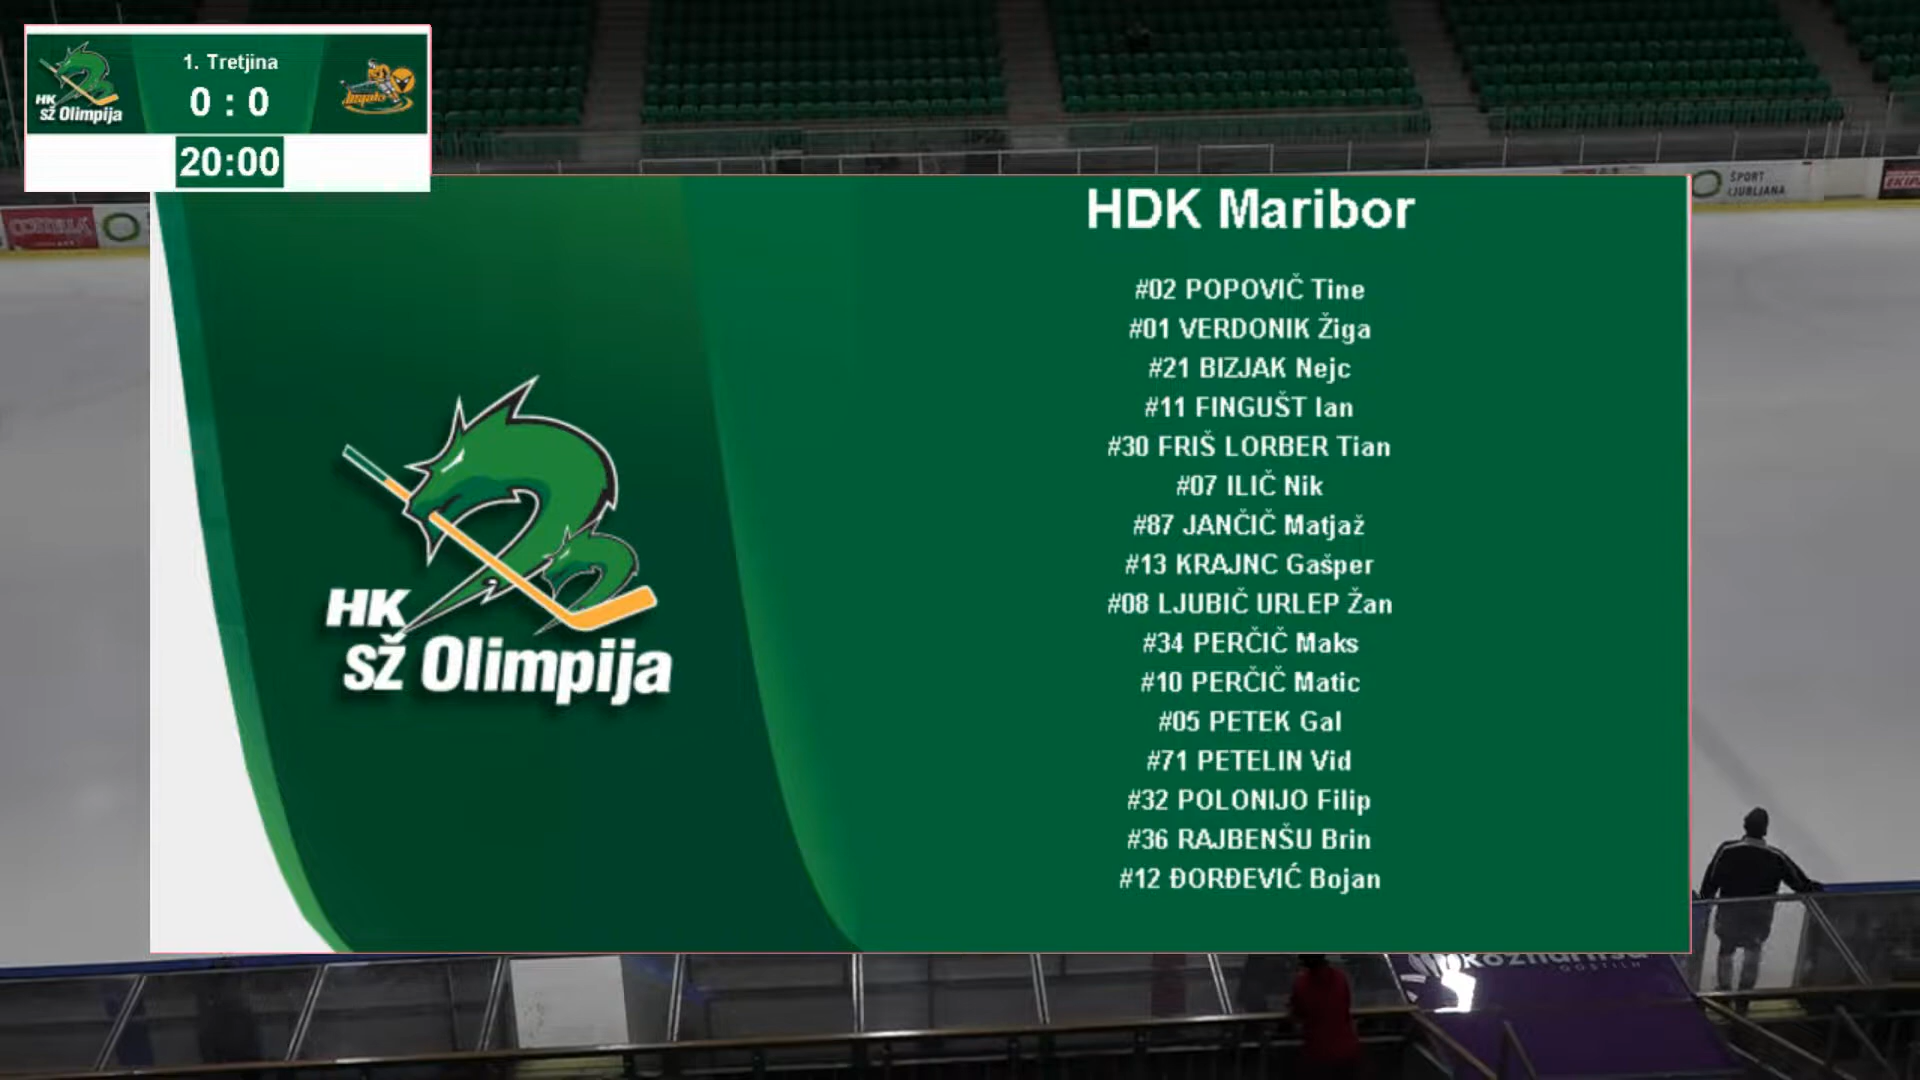 1. Tretjina
0 : 0
HK
SŽ Olimpija
20:00
ŠPORT
LJUBLJANA
HDK Maribor
#02 POPOVIČ Tine
#01 VERDONIK Žiga
#21 BIZJAK Nejc
#11 FINGUŠT Ian
#30 FRIŠ LORBER Tian
#07 ILIČ Nik
#87 JANČIČ Matjaž
#13 KRAJNC Gašper
#08 LJUBIČ URLEP Žan
#34 PERČIČ Maks
#10 PERČIČ Matic
#05 PETEK Gal
#71 PETELIN Vid
#32 POLONIJO Filip
#36 RAJBENŠU Brin
#12 ĐORĐEVIĆ Bojan
HK
SŽ Olimpija